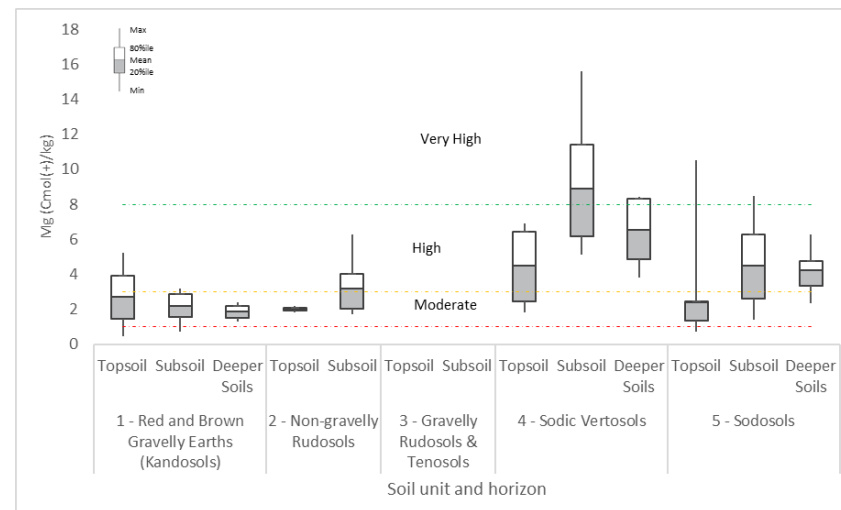 18
16
14
12
10
8
6
4
2
0
Mg (Cmol(+)/kg)
Max
80%ile
Mean
20%ile
Min
Very High
High
Moderate
Topsoil Subsoil Deeper Soils
Topsoil Subsoil
Topsoil Subsoil
Topsoil Subsoil Deeper Soils
Topsoil Subsoil Deeper Soils
1 - Red and Brown
Gravelly Earths
(Kandosols)
2 - Non-gravelly
Rudosols
3 - Gravelly
Rudosols &
Tenosols
4 - Sodic Vertosols
5 - Sodosols
Soil unit and horizon